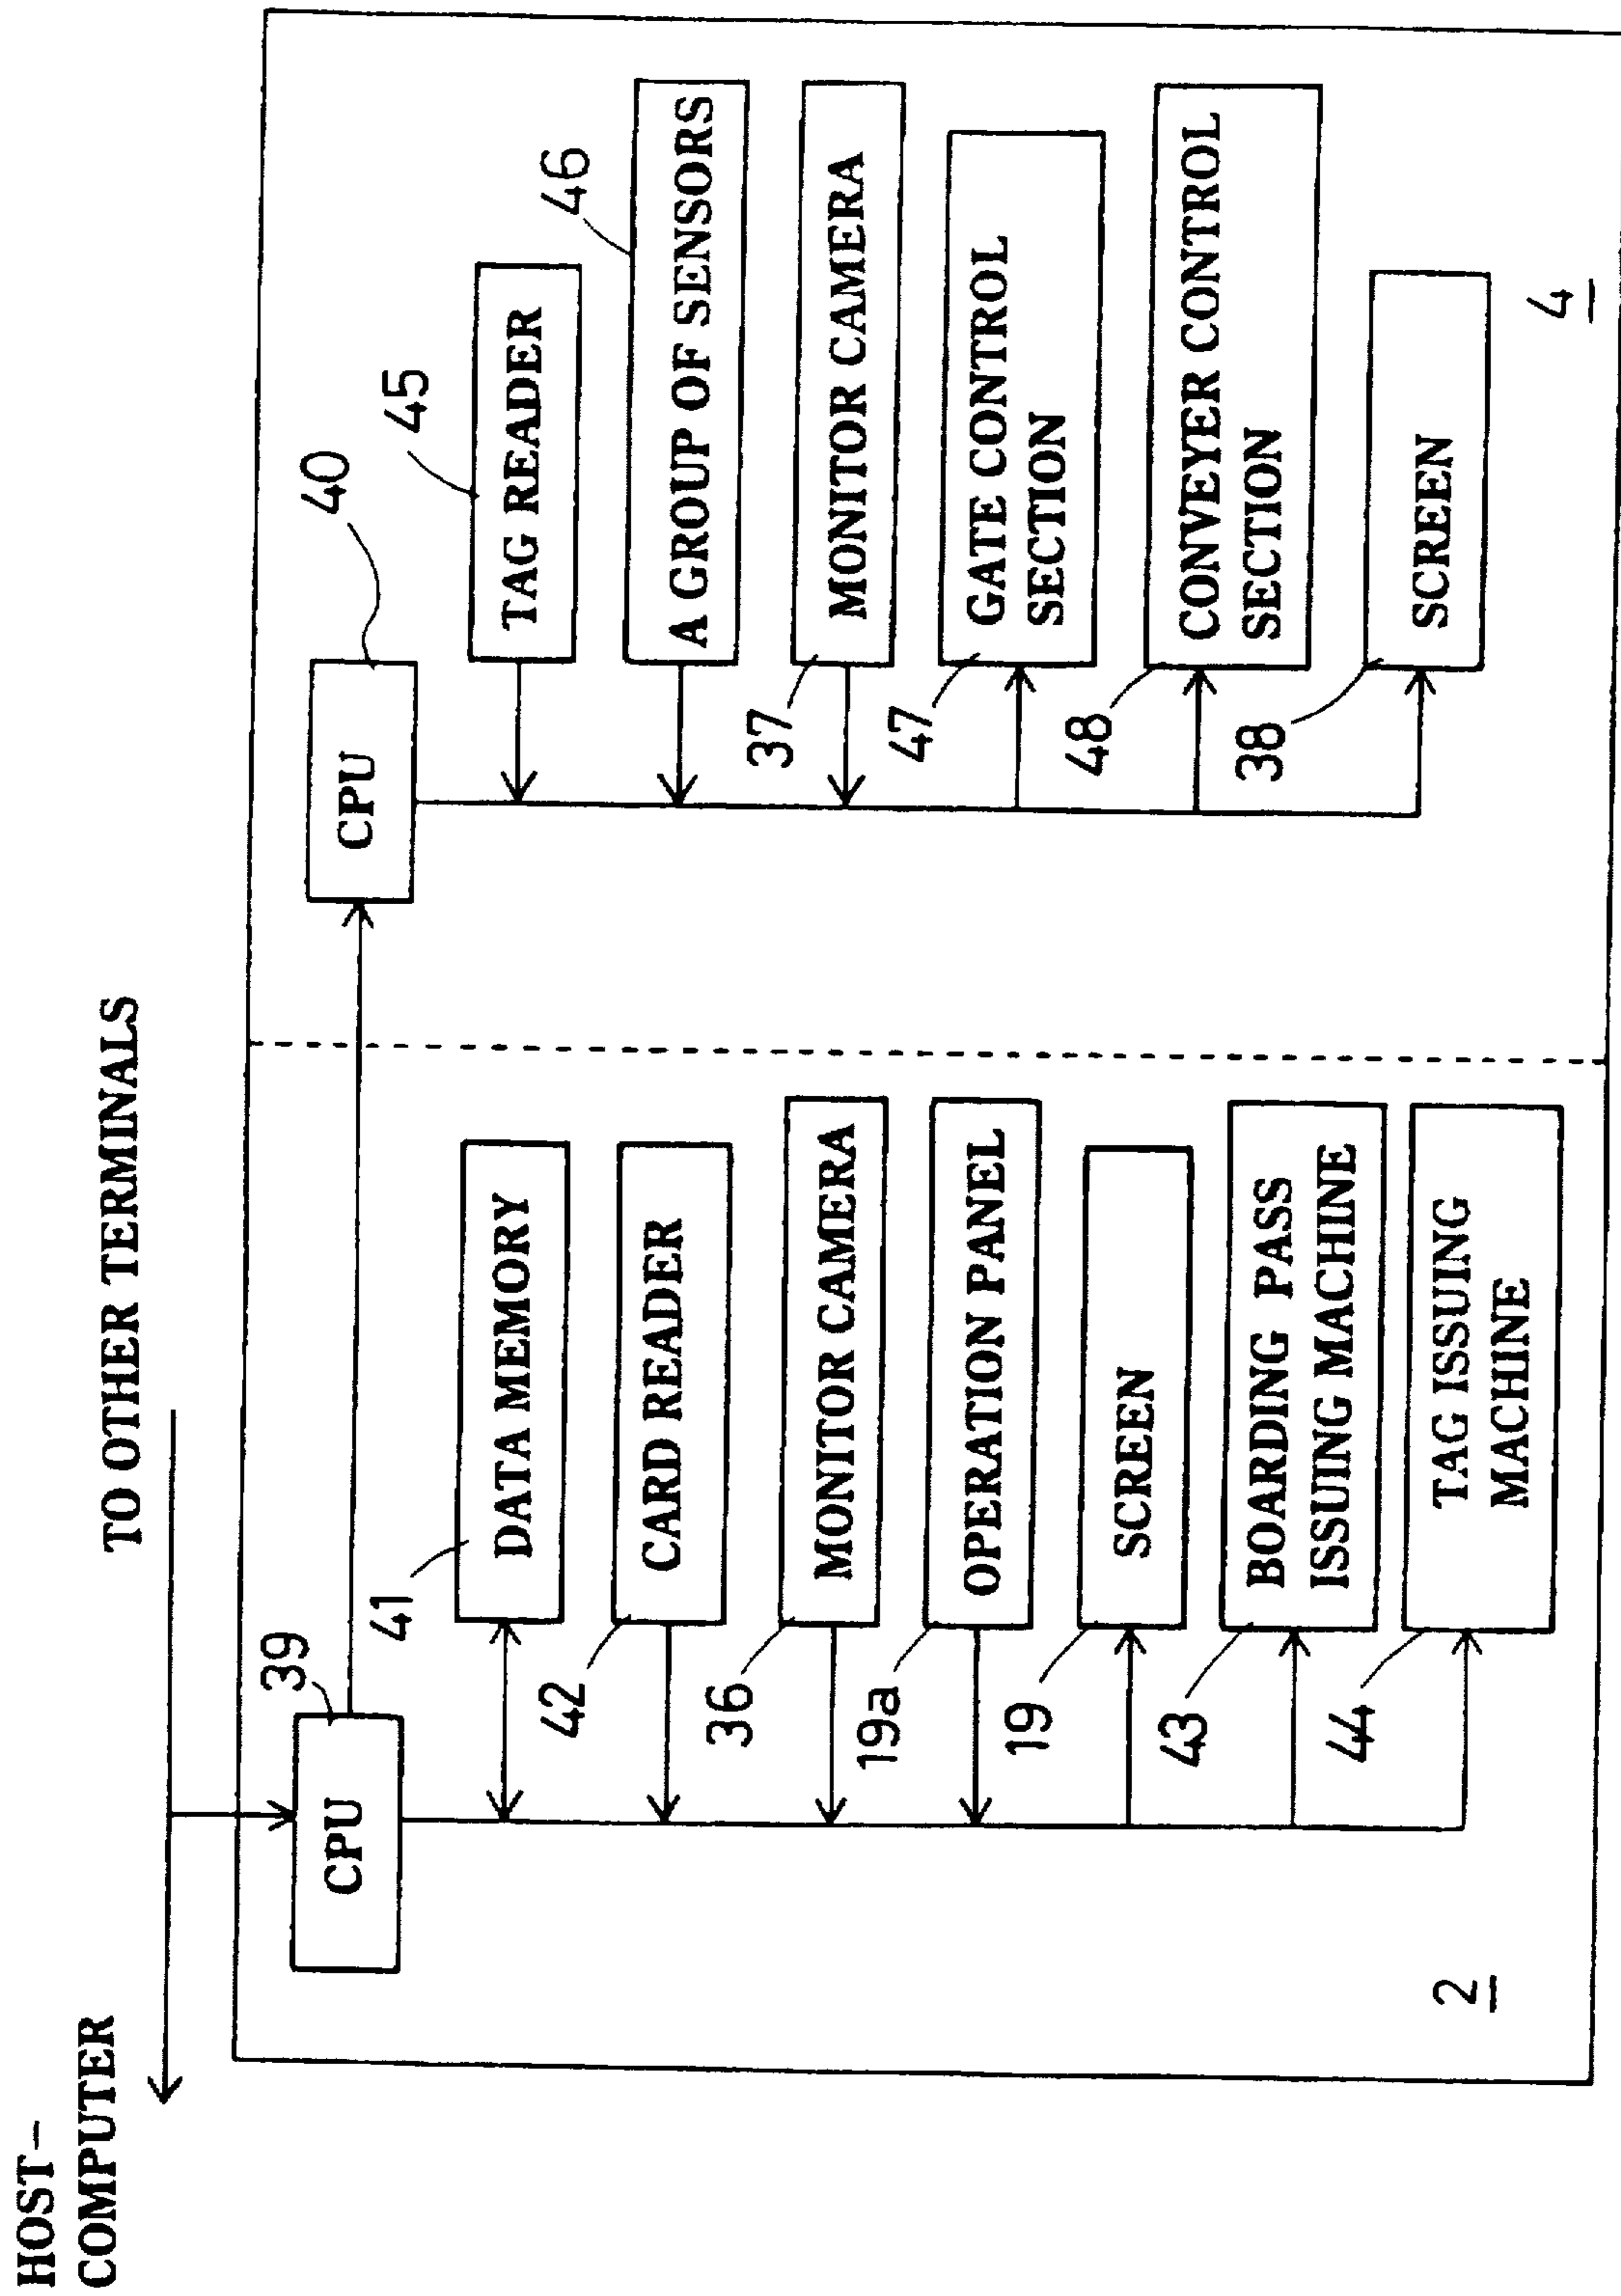 HOST-
COMPUTER
TO OTHER TERMINALS
39
CPU
41
DATA MEMORY
42
CARD READER
36
MONITOR CAMERA
19a
OPERATION PANEL
19
SCREEN
43
BOARDING PASS
ISSUING MACHINE
44
TAG ISSUING
MACHINE
2
40
CPU
45
TAG READER
46
A GROUP OF SENSORS
37
MONITOR CAMERA
47
GATE CONTROL
SECTION
48
CONVEYER CONTROL
SECTION
38
SCREEN
4